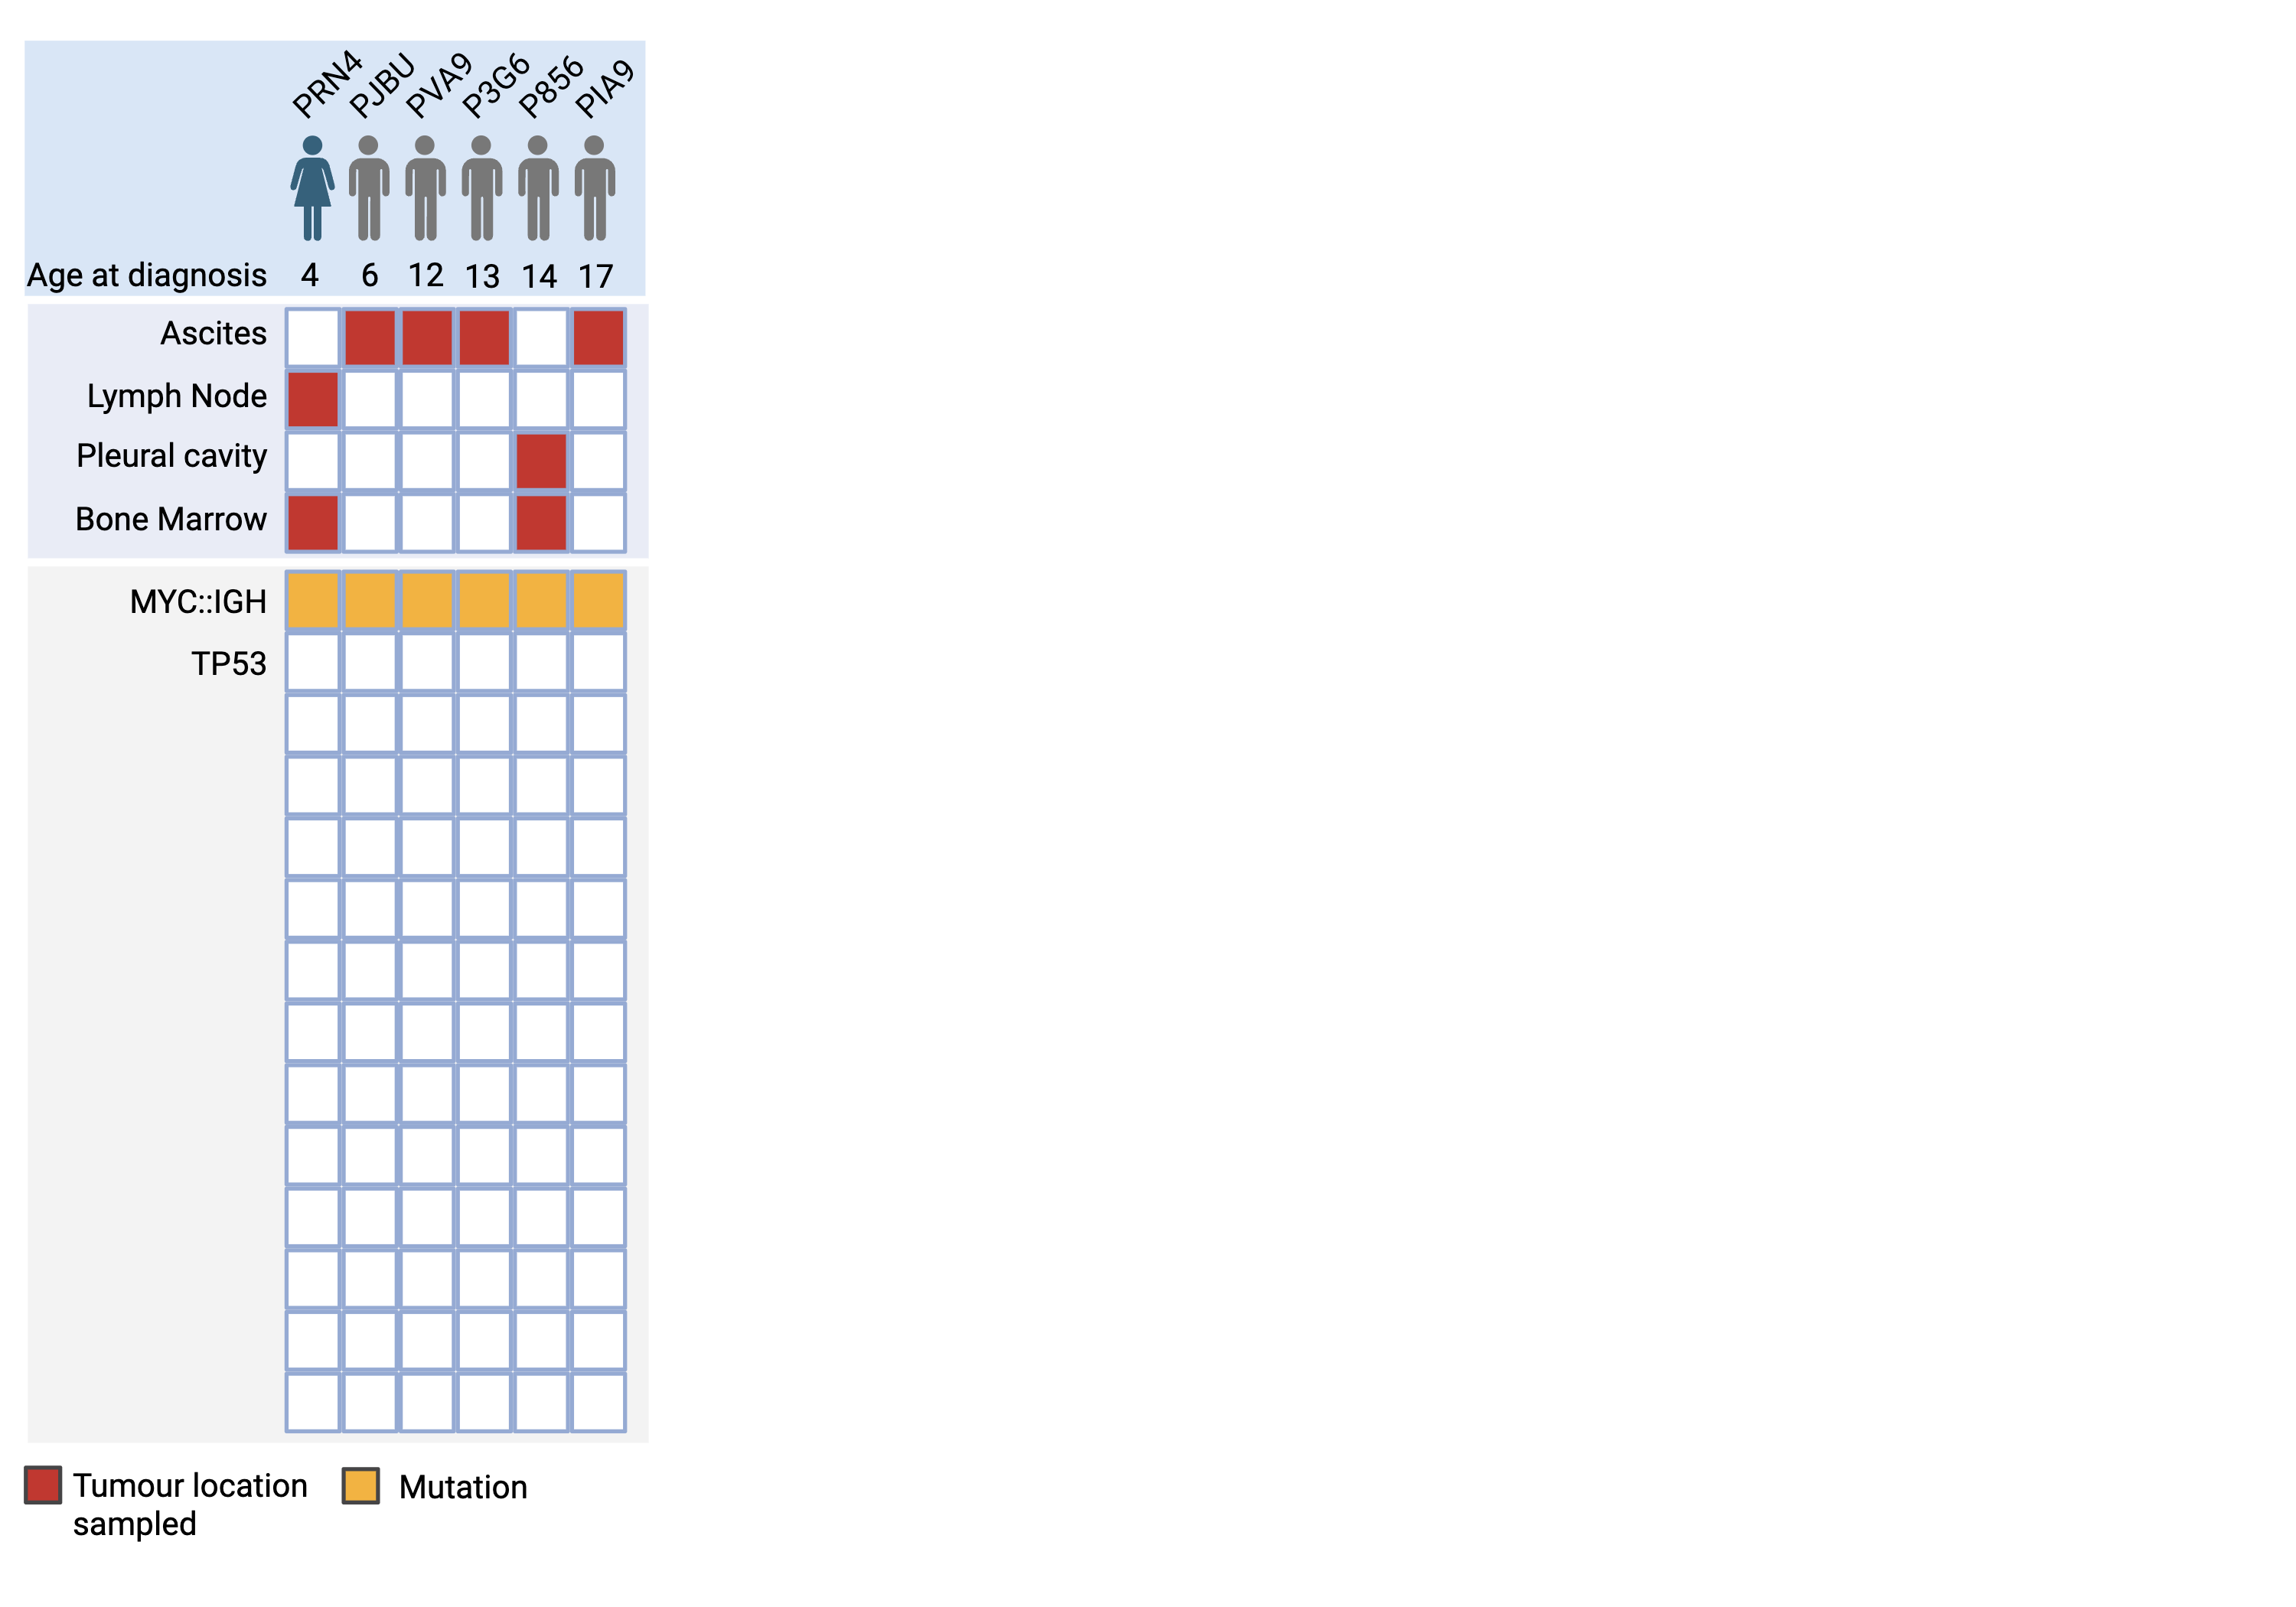 PRN4 PJBU PVA9 P3G6 P856 PIA9
Age at diagnosis 4 6 12 13 14 17
Ascites
Lymph Node
Pleural cavity
Bone Marrow
MYC::IGH
TP53
Tumour location Mutation
sampled